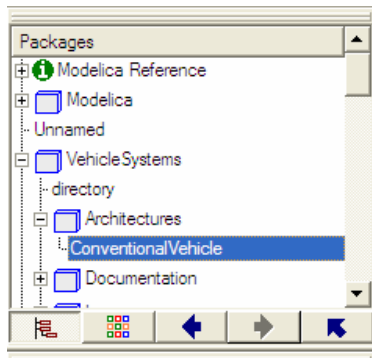 Packages
Modelica Reference
Modelica
Unnamed
VehicleSystems
directory
Architectures
ConventionalVehicle
Documentation